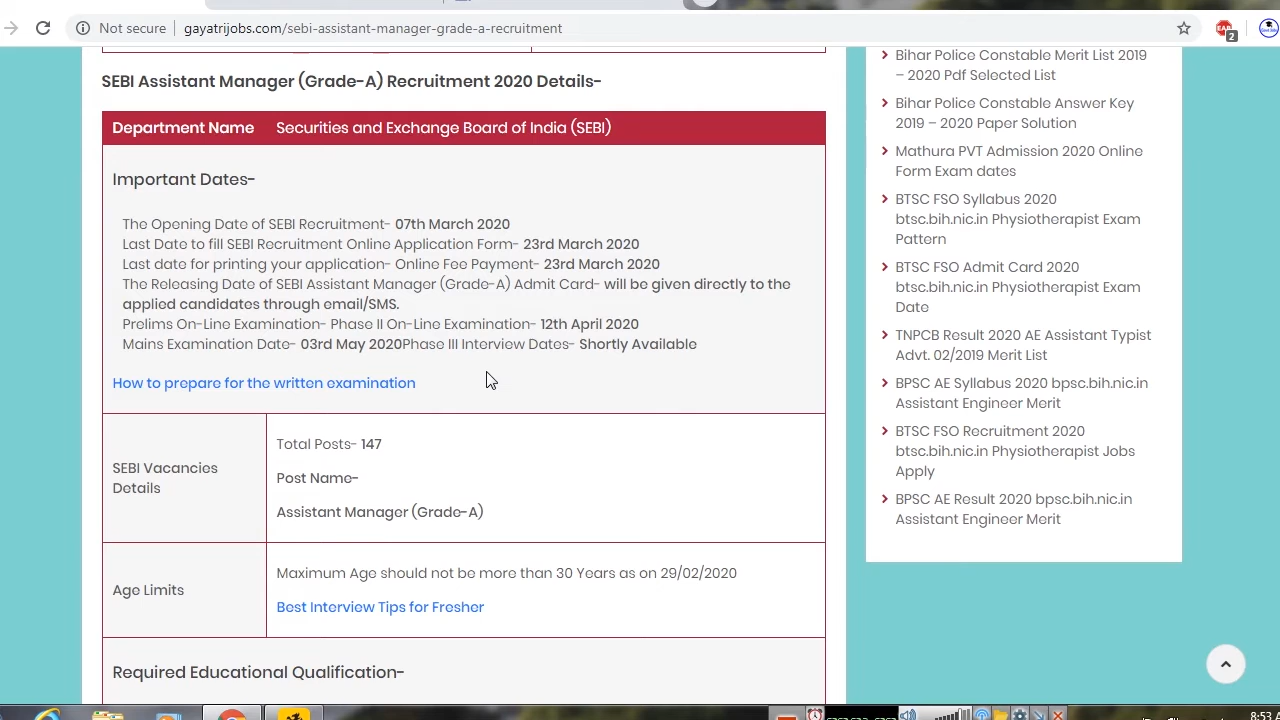 Not secure gayatrijobs.com/sebi-assistant-manager-grade-a-recruitment
2
SEBI Assistant Manager (Grade-A) Recruitment 2020 Details-
Department Name Securities and Exchange Board of India (SEBI)
Important Dates-
The Opening Date of SEBI Recruitment- 07th March 2020
Last Date to fill SEBI Recruitment Online Application Form- 23rd March 2020
Last date for printing your application- Online Fee Payment- 23rd March 2020
The Releasing Date of SEBI Assistant Manager (Grade-A) Admit Card- will be given directly to the
applied candidates through email/SMS.
Prelims On-Line Examination- Phase II On-Line Examination- 12th April 2020
Mains Examination Date- 03rd May 2020Phase III Interview Dates- Shortly Available
How to prepare for the written examination
SEBI Vacancies
Details
Total Posts- 147
Post Name-
Assistant Manager (Grade-A)
Age Limits
Maximum Age should not be more than 30 Years as on 29/02/2020
Best Interview Tips for Fresher
Required Educational Qualification-
Bihar Police Constable Merit List 2019
– 2020 Pdf Selected List
Bihar Police Constable Answer Key
2019 – 2020 Paper Solution
Mathura PVT Admission 2020 Online
Form Exam dates
BTSC FSO Syllabus 2020
btsc.bih.nic.in Physiotherapist Exam
Pattern
BTSC FSO Admit Card 2020
btsc.bih.nic.in Physiotherapist Exam
Date
TNPCB Result 2020 AE Assistant Typist
Advt. 02/2019 Merit List
BPSC AE Syllabus 2020 bpsc.bih.nic.in
Assistant Engineer Merit
BTSC FSO Recruitment 2020
btsc.bih.nic.in Physiotherapist Jobs
Apply
BPSC AE Result 2020 bpsc.bih.nic.in
Assistant Engineer Merit